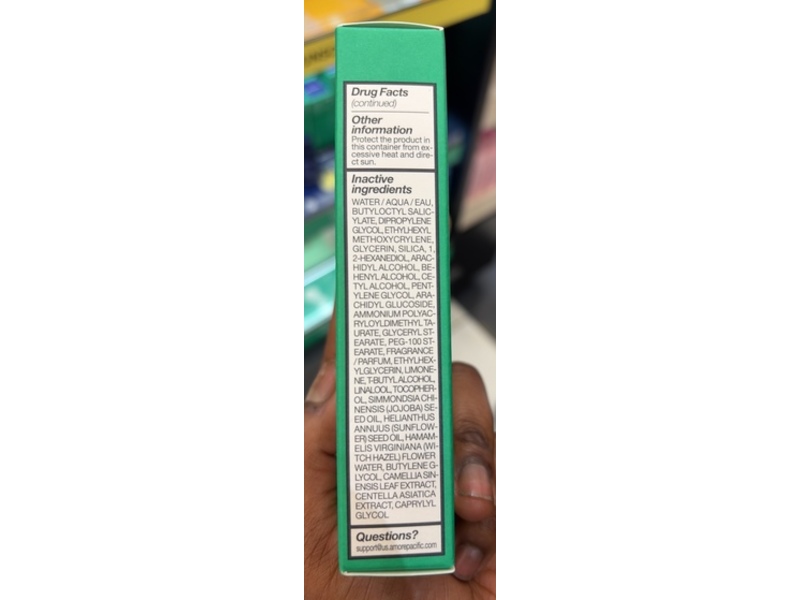 Drug Facts
(continued)
Other
information
Protect the product in
this container from ex-
cessive heat and dire-
ct sun.
Inactive
ingredients
WATER / AQUA / EAU,
BUTYLOCTYL SALIC-
YLATE, DIPROPYLENE
GLYCOL, ETHYLHEXYL
METHOXYCRYLENE,
GLYCERIN, SILICA, 1,
2-HEXANEDIOL, ARAC-
HIDYL ALCOHOL, BE-
HENYL ALCOHOL, CE-
TYL ALCOHOL, PENT-
YLENE GLYCOL, ARA-
CHIDYL GLUCOSIDE,
AMMONIUM POLYAC-
RYLOYLDIMETHYL TA-
URATE, GLYCERYL ST-
EARATE, PEG-100 ST-
EARATE, FRAGRANCE
/ PARFUM, ETHYLHEX-
YLGLYCERIN, LIMONE-
NE, T-BUTYL ALCOHOL,
LINALOOL, TOCOPHER-
OL, SIMMONDSIA CHI-
NENSIS (JOJOBA) SE-
ED OIL, HELIANTHUS
ANNUUS (SUNFLOW-
ER) SEED OIL, HAMAM-
ELIS VIRGINIANA (WI-
TCH HAZEL) FLOWER
WATER, BUTYLENE G-
LYCOL, CAMELLIA SIN-
ENSIS LEAF EXTRACT,
CENTELLA ASIATICA
EXTRACT, CAPRYLYL
GLYCOL
Questions?
support@us.amorepacific.com